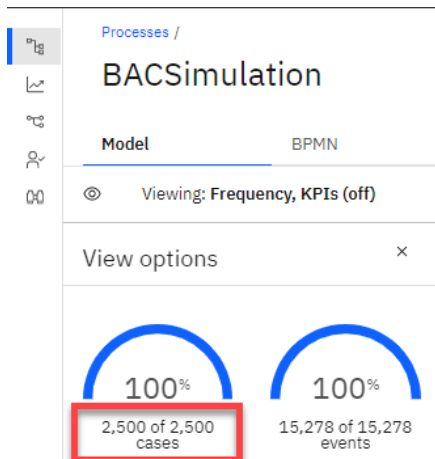 Processes /
BACSimulation
Model
BPMN
Viewing: Frequency, KPIs (off)
View options
100%
2,500 of 2,500
cases
100%
15,278 of 15,278
events